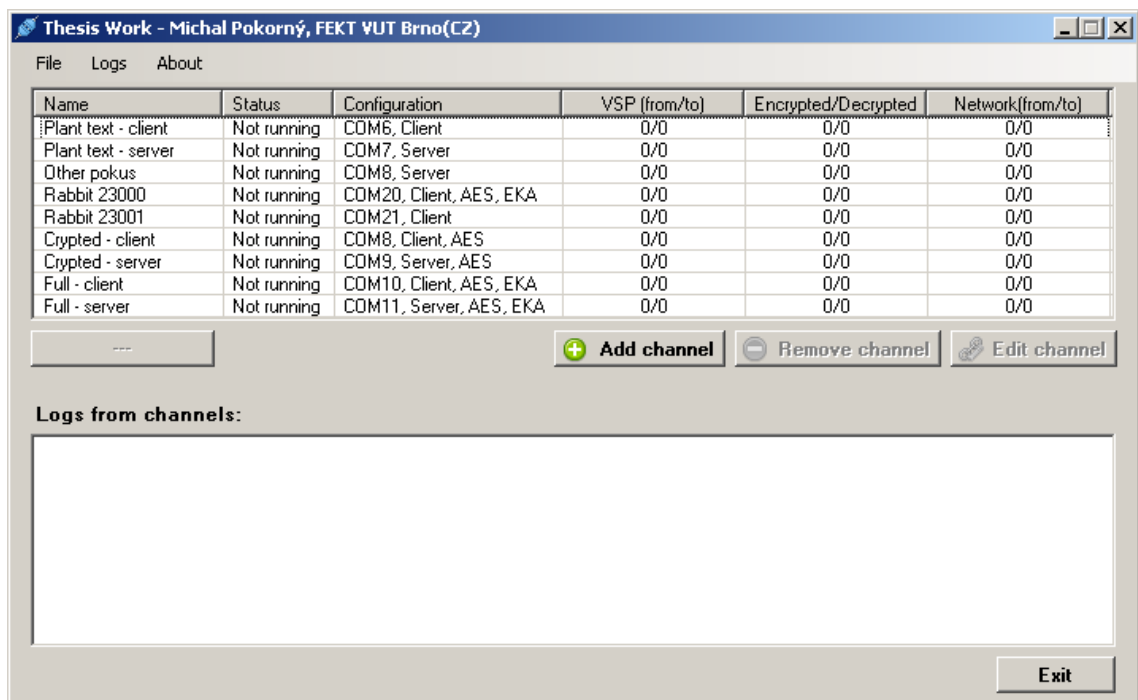 Thesis Work - Michal Pokorný, FEKT VUT Brno(CZ)
File Logs About
Name Status Configuration VSP (from/to) Encrypted/Decrypted Network(from/to)
Plant text - client Not running COM6, Client 0/0 0/0 0/0
Plant text - server Not running COM7, Server 0/0 0/0 0/0
Other pokus Not running COM8, Server 0/0 0/0 0/0
Rabbit 23000 Not running COM20, Client, AES, EKA 0/0 0/0 0/0
Rabbit 23001 Not running COM21, Client 0/0 0/0 0/0
Crypted - client Not running COM8, Client, AES 0/0 0/0 0/0
Crypted - server Not running COM9, Server, AES 0/0 0/0 0/0
Full - client Not running COM10, Client, AES, EKA 0/0 0/0 0/0
Full - server Not running COM11, Server, AES, EKA 0/0 0/0 0/0
--- Add channel Remove channel Edit channel
Logs from channels:
Exit